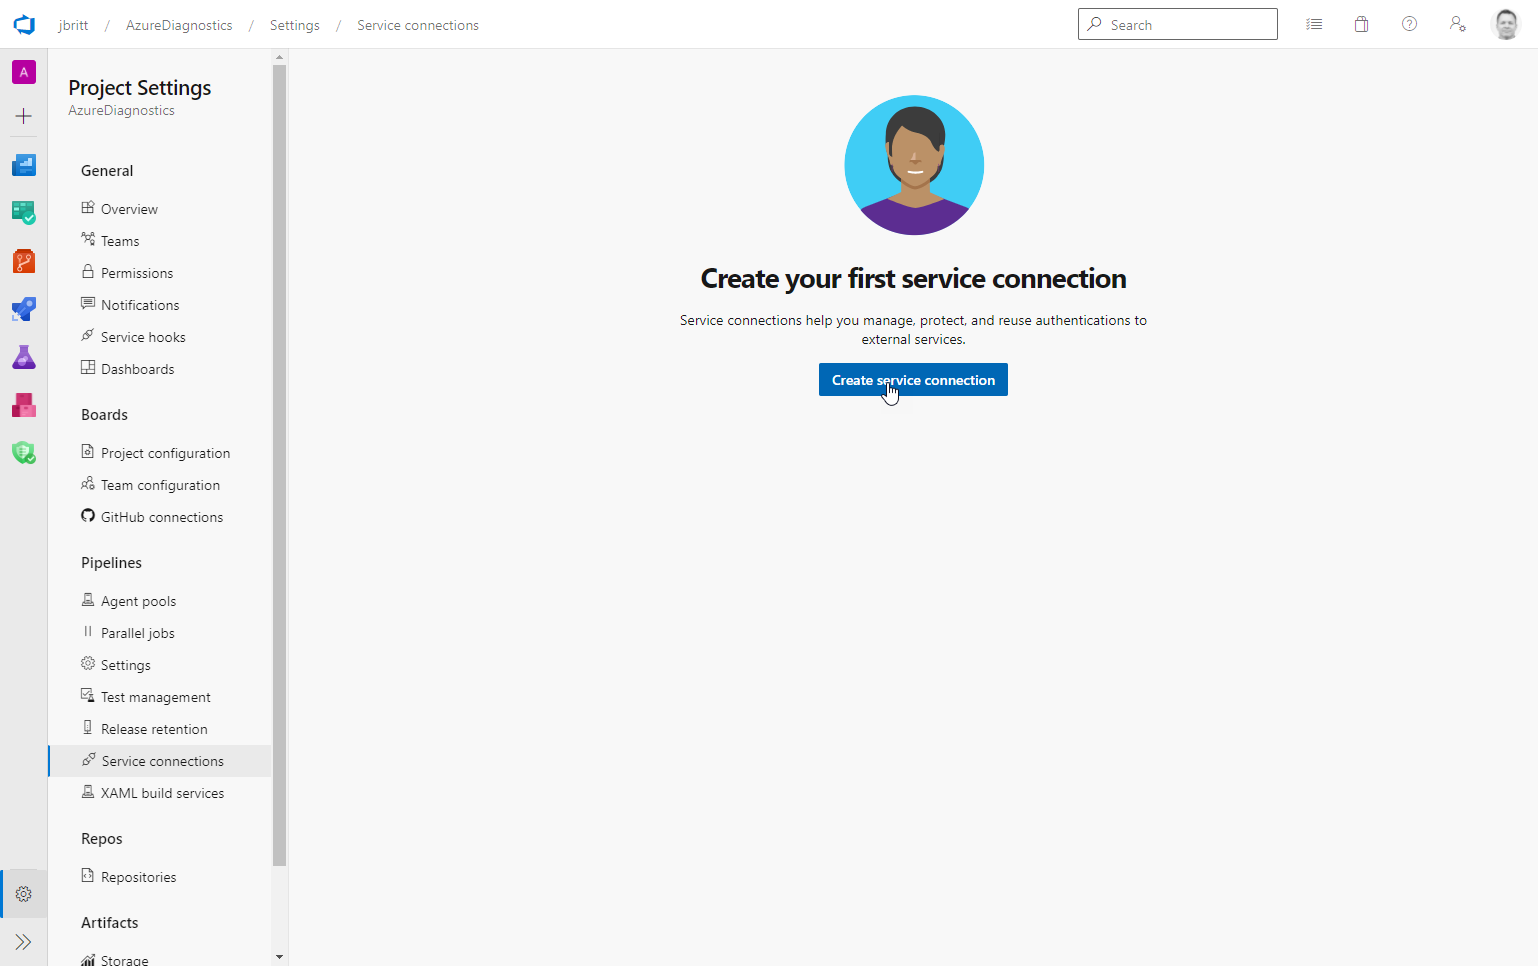 jbritt / AzureDiagnostics / Settings / Service connections
Search
A
Project Settings
AzureDiagnostics
General
Overview
Teams
Permissions
Notifications
Service hooks
Dashboards
Boards
Project configuration
Team configuration
GitHub connections
Pipelines
Agent pools
Parallel jobs
Settings
Test management
Release retention
Service connections
XAML build services
Repos
Repositories
Artifacts
Storage
Create your first service connection
Service connections help you manage, protect, and reuse authentications to
external services.
Create service connection